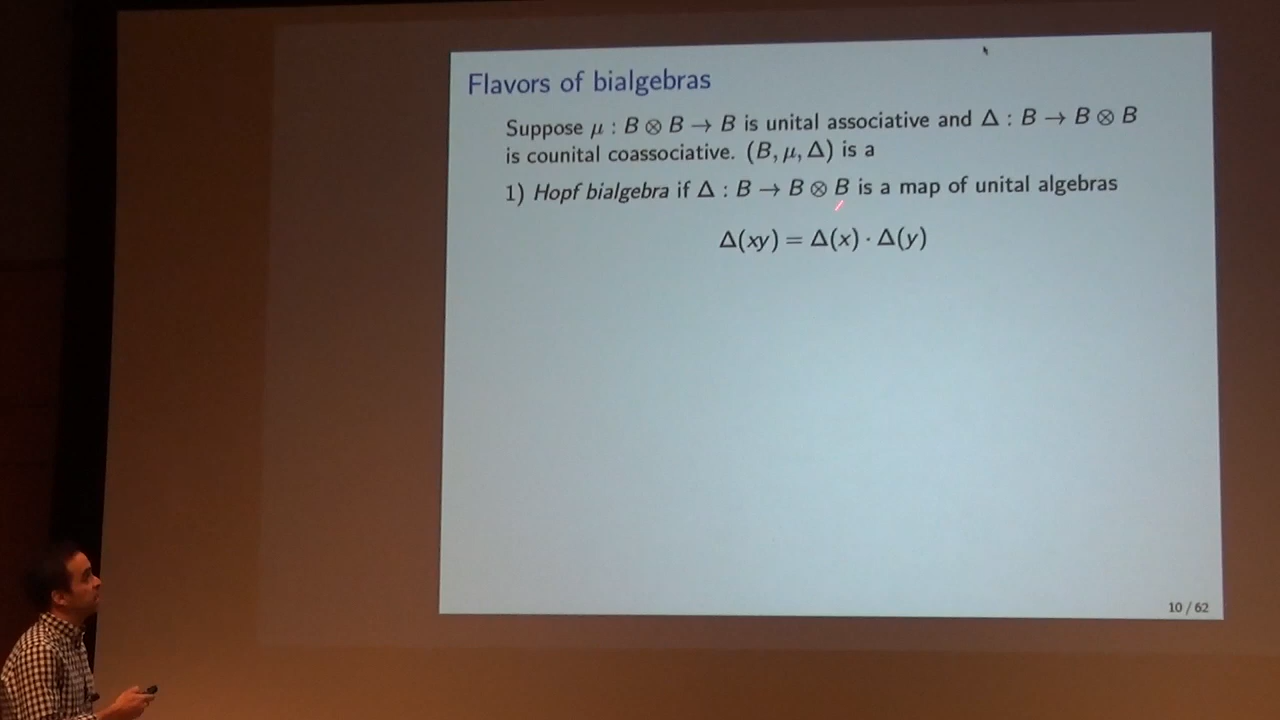 Flavors of bialgebras
Suppose μ : B ⊗ B → B is unital associative and Δ : B → B ⊗ B
is counital coassociative. (B, μ, Δ) is a
1) Hopf bialgebra if Δ : B → B ⊗ B is a map of unital algebras
Δ(xy) = Δ(x) · Δ(y)
10 / 62